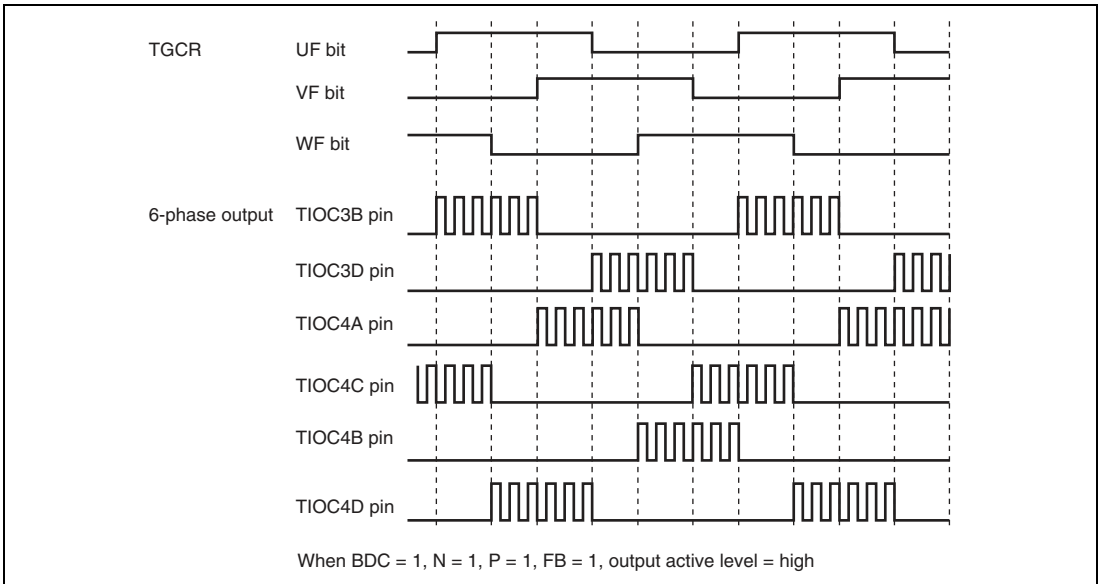 TGCR UF bit
VF bit
WF bit
6-phase output TIOC3B pin
TIOC3D pin
TIOC4A pin
TIOC4C pin
TIOC4B pin
TIOC4D pin
When BDC = 1, N = 1, P = 1, FB = 1, output active level = high